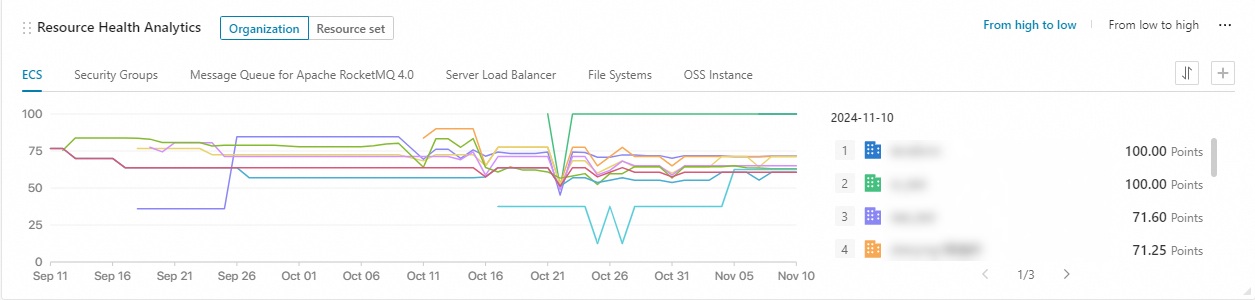 Resource Health Analytics Organization Resource set From high to low From low to high ...
ECS Security Groups Message Queue for Apache RocketMQ 4.0 Server Load Balancer File Systems OSS Instance
100
75
50
25
0
Sep 11 Sep 16 Sep 21 Sep 26 Oct 01 Oct 06 Oct 11 Oct 16 Oct 21 Oct 26 Oct 31 Nov 05 Nov 10
2024-11-10
1 100.00 Points
2 100.00 Points
3 71.60 Points
4 71.25 Points
1/3